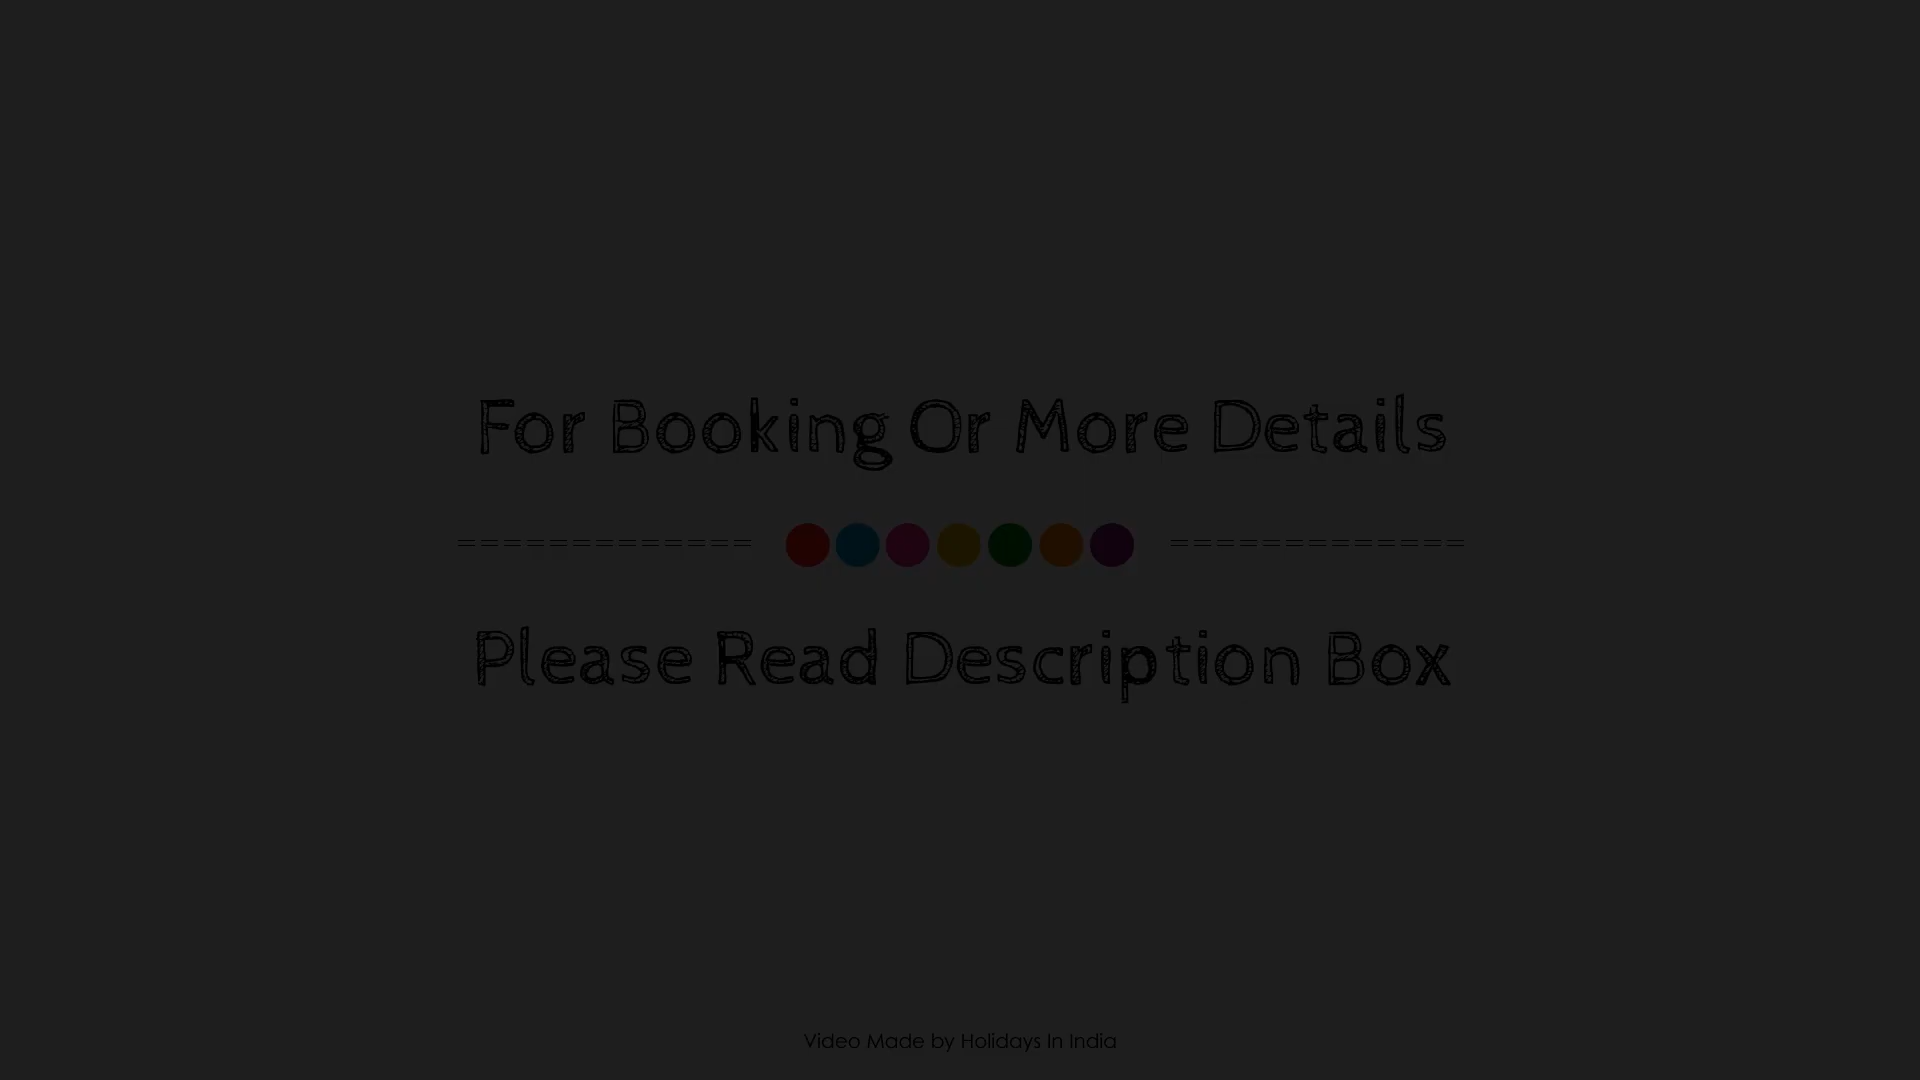 For Booking Or More Details
============= =============
Please Read Description Box
Video Made by Holidays In India